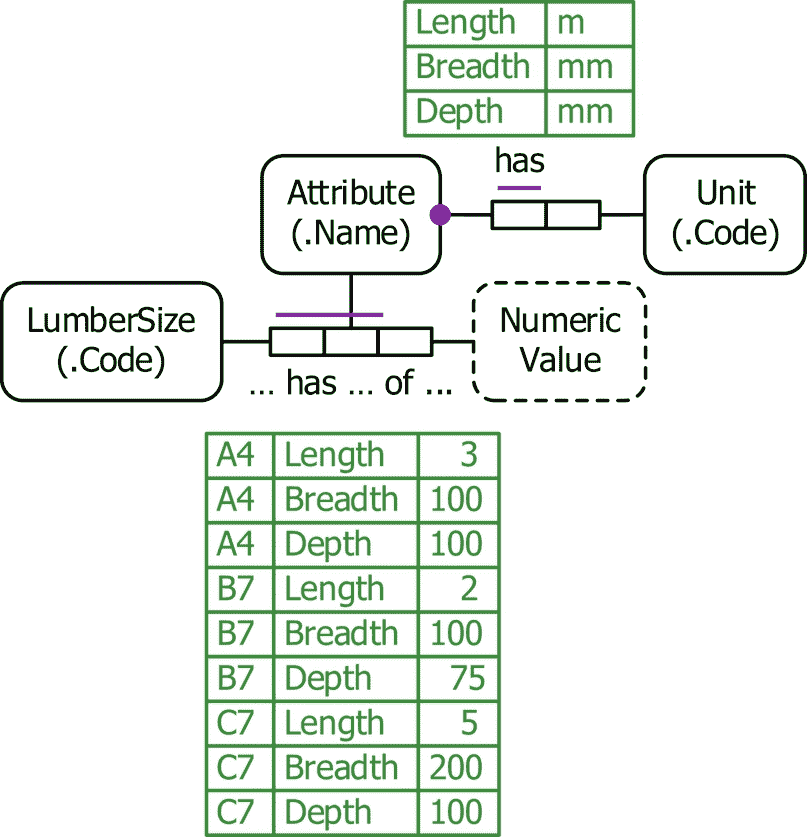 Length m
Breadth mm
Depth mm
has
Attribute
(.Name)
Unit
(.Code)
LumberSize
(.Code)
Numeric
Value
... has ... of ...
A4 Length 3
A4 Breadth 100
A4 Depth 100
B7 Length 2
B7 Breadth 100
B7 Depth 75
C7 Length 5
C7 Breadth 200
C7 Depth 100